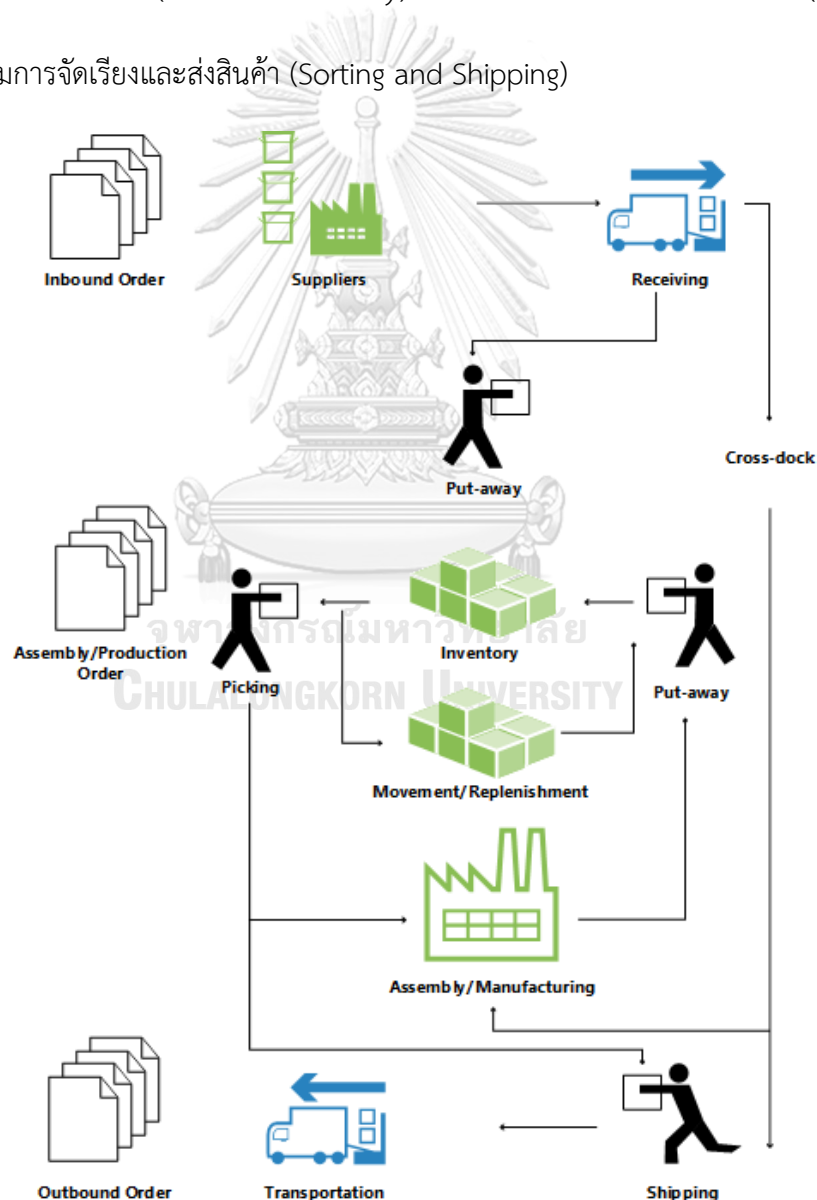 มการจัดเรียงและส่งสินค้า (Sorting and Shipping)
Inbound Order
Suppliers
Receiving
Put-away
Cross-dock
Assembly/Production
Order
Picking
Inventory
Put-away
จุฬาลงกรณ์มหาวิทยาลัย
CHULALONGKORN UNIVERSITY
Movement/Replenishment
Assembly/Manufacturing
Outbound Order
Transportation
Shipping